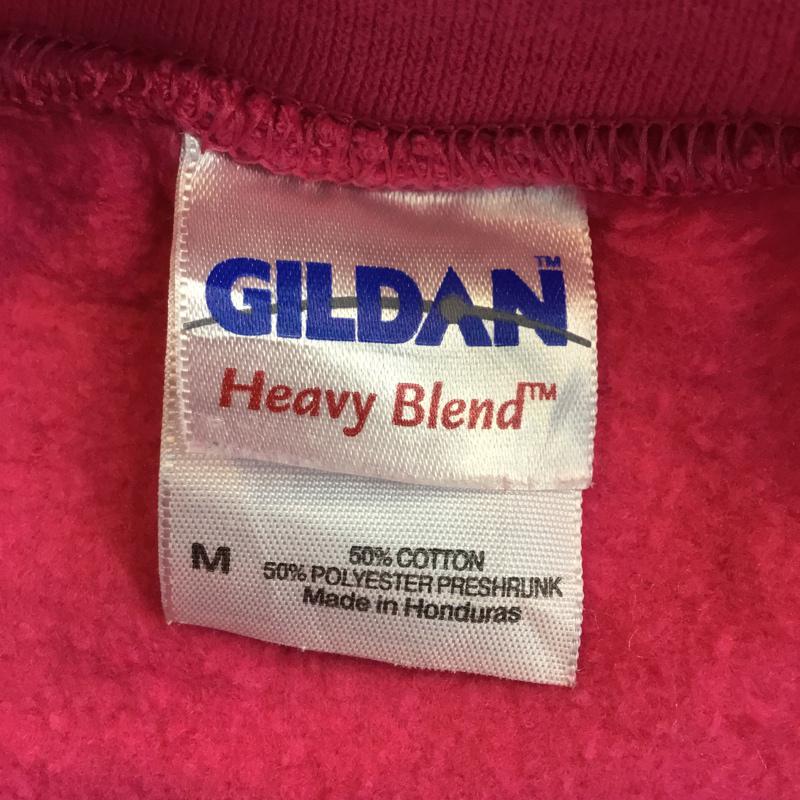 GILDAN™
Heavy Blend™
M
50% COTTON
50% POLYESTER PRESHRUNK
Made in Honduras